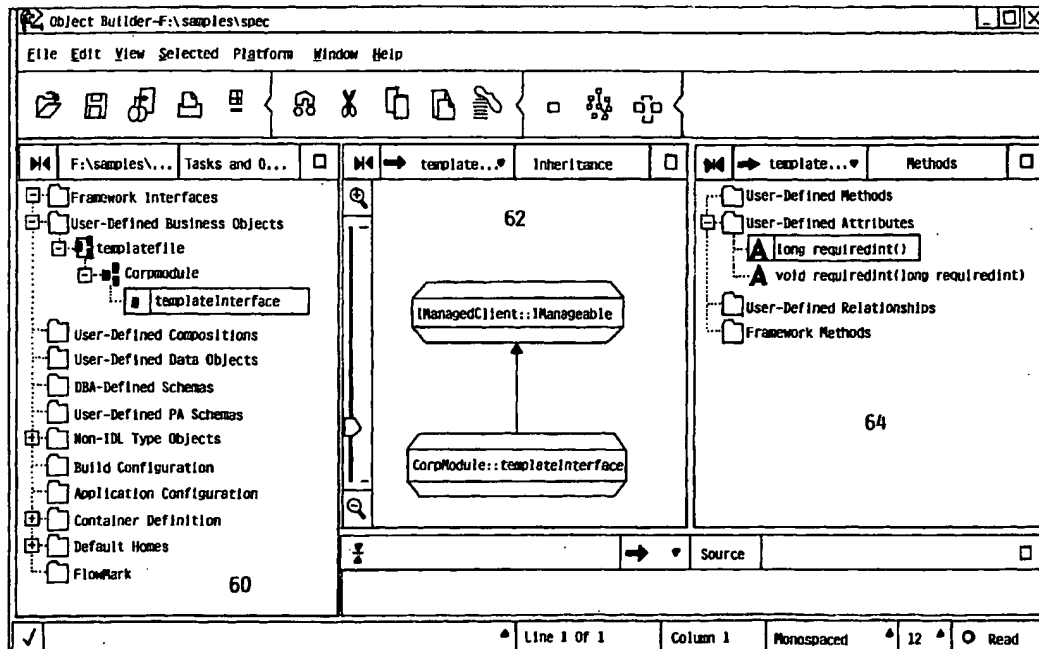 Object Builder-F:\samples\spec
File Edit View Selected Platform Window Help
F:\samples\... Tasks and O...
Framework Interfaces
User-Defined Business Objects
templatefile
Corpmodule
templateInterface
User-Defined Compositions
User-Defined Data Objects
DBA-Defined Schemas
User-Defined PA Schemas
Non-IDL Type Objects
Build Configuration
Application Configuration
Container Definition
Default Homes
FlowMark
60
template... Inheritance
62
IManagedClient::IManageable
CorpModule::templateInterface
template... Methods
User-Defined Methods
User-Defined Attributes
A long requiredint()
A void requiredint(long requiredint)
User-Defined Relationships
Framework Methods
64
Source
Line 1 Of 1 Column 1 Monospaced 12 Read